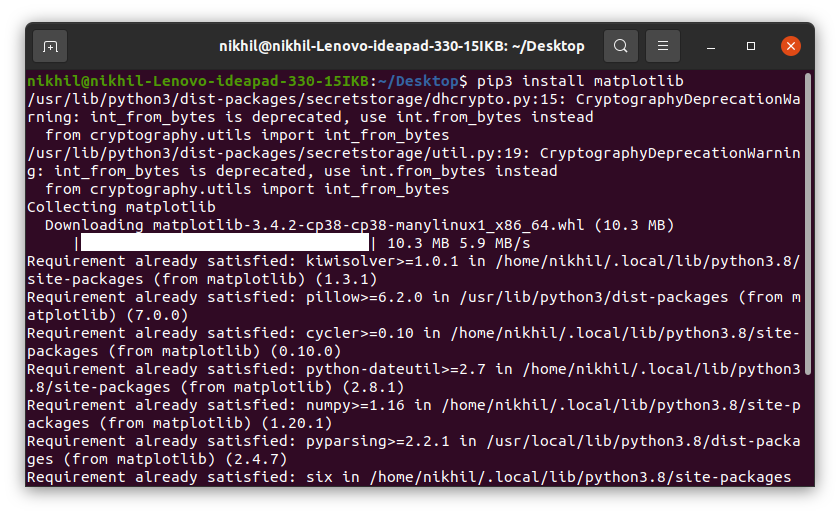 nikhil@nikhil-Lenovo-ideapad-330-15IKB: ~/Desktop
nikhil@nikhil-Lenovo-ideapad-330-15IKB:~/Desktop$ pip3 install matplotlib
/usr/lib/python3/dist-packages/secretstorage/dhcrypto.py:15: CryptographyDeprecationWa
rning: int_from_bytes is deprecated, use int.from_bytes instead
  from cryptography.utils import int_from_bytes
/usr/lib/python3/dist-packages/secretstorage/util.py:19: CryptographyDeprecationWarnin
g: int_from_bytes is deprecated, use int.from_bytes instead
  from cryptography.utils import int_from_bytes
Collecting matplotlib
  Downloading matplotlib-3.4.2-cp38-cp38-manylinux1_x86_64.whl (10.3 MB)
     |████████████████████████████████| 10.3 MB 5.9 MB/s
Requirement already satisfied: kiwisolver>=1.0.1 in /home/nikhil/.local/lib/python3.8/
site-packages (from matplotlib) (1.3.1)
Requirement already satisfied: pillow>=6.2.0 in /usr/lib/python3/dist-packages (from m
atplotlib) (7.0.0)
Requirement already satisfied: cycler>=0.10 in /home/nikhil/.local/lib/python3.8/site-
packages (from matplotlib) (0.10.0)
Requirement already satisfied: python-dateutil>=2.7 in /home/nikhil/.local/lib/python3
.8/site-packages (from matplotlib) (2.8.1)
Requirement already satisfied: numpy>=1.16 in /home/nikhil/.local/lib/python3.8/site-p
ackages (from matplotlib) (1.20.1)
Requirement already satisfied: pyparsing>=2.2.1 in /usr/local/lib/python3.8/dist-packa
ges (from matplotlib) (2.4.7)
Requirement already satisfied: six in /home/nikhil/.local/lib/python3.8/site-packages